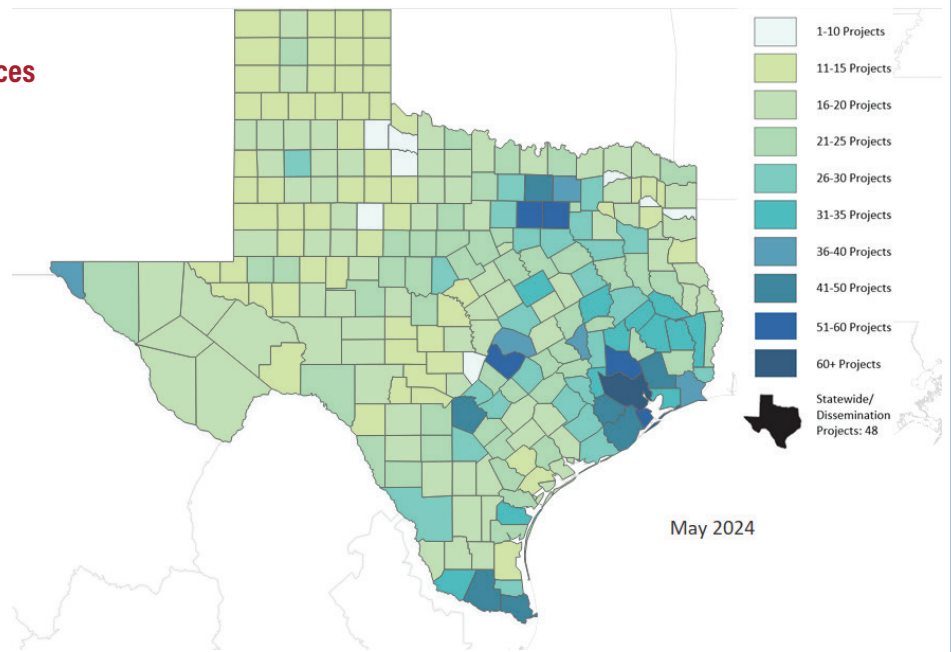 ces
1-10 Projects
11-15 Projects
16-20 Projects
21-25 Projects
26-30 Projects
31-35 Projects
36-40 Projects
41-50 Projects
51-60 Projects
60+ Projects
Statewide/
Dissemination
Projects: 48
May 2024